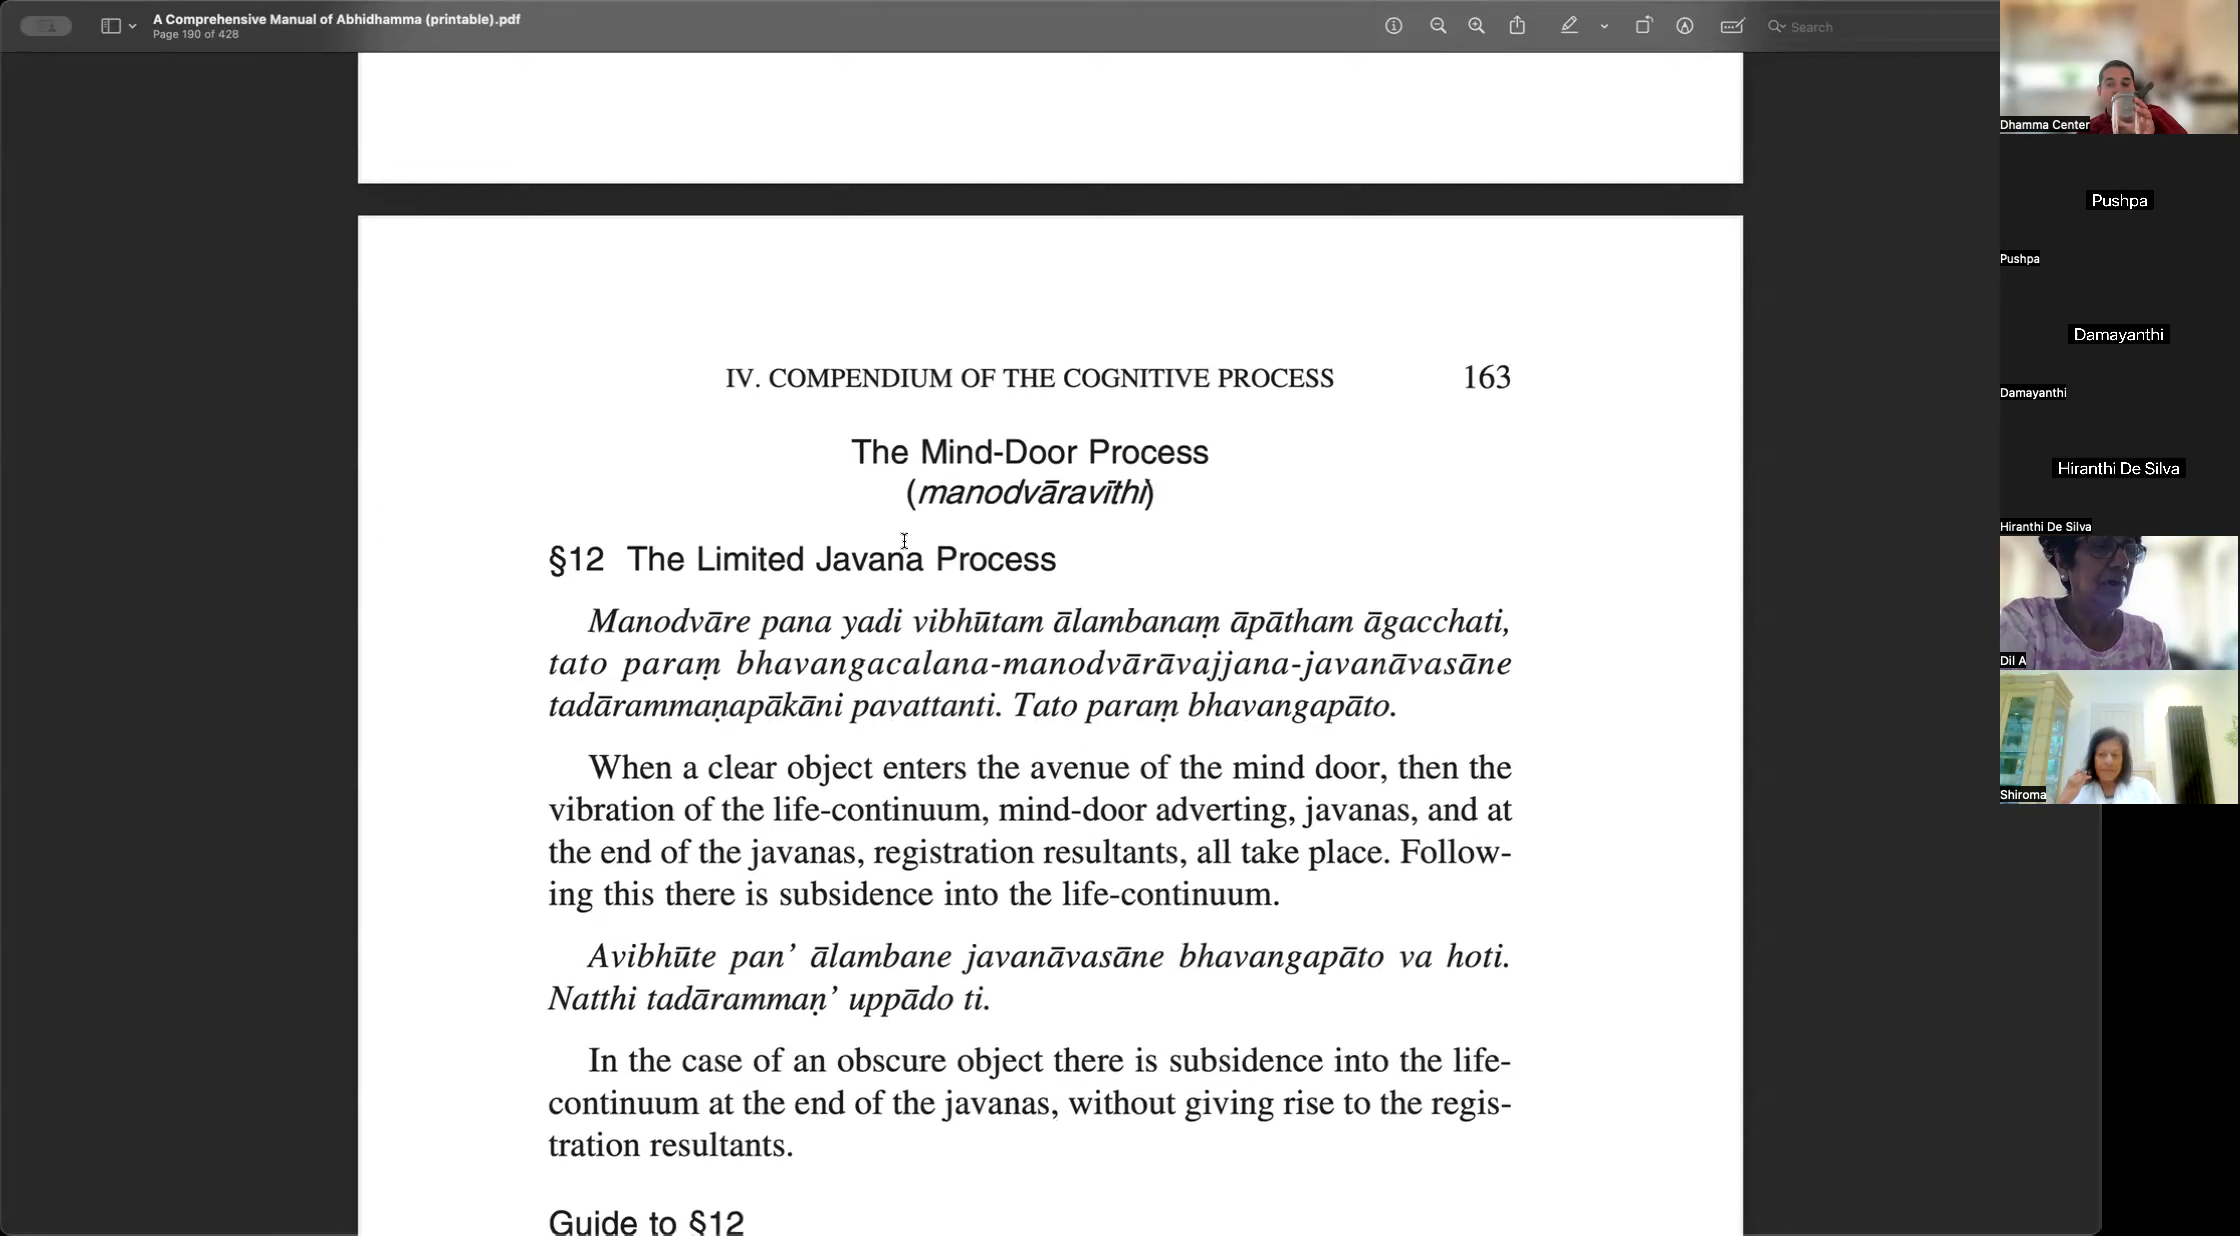 A Comprehensive Manual of Abhidhamma (printable).pdf
Page 190 of 428
Search
IV. COMPENDIUM OF THE COGNITIVE PROCESS 163
The Mind-Door Process
(manodvāravīthi)
§12 The Limited Javana Process
Manodvāre pana yadi vibhūtam ālambanaṃ āpātham āgacchati,
tato paraṃ bhavangacalana-manodvārāvajjana-javanāvasāne
tadārammaṇapākāni pavattanti. Tato paraṃ bhavangapāto.
When a clear object enters the avenue of the mind door, then the
vibration of the life-continuum, mind-door adverting, javanas, and at
the end of the javanas, registration resultants, all take place. Follow-
ing this there is subsidence into the life-continuum.
Avibhūte pan’ ālambane javanāvasāne bhavangapāto va hoti.
Natthi tadārammaṇ’ uppādo ti.
In the case of an obscure object there is subsidence into the life-
continuum at the end of the javanas, without giving rise to the regis-
tration resultants.
Guide to §12
Dhamma Center
Pushpa
Pushpa
Damayanthi
Damayanthi
Hiranthi De Silva
Hiranthi De Silva
Dil A
Shiroma